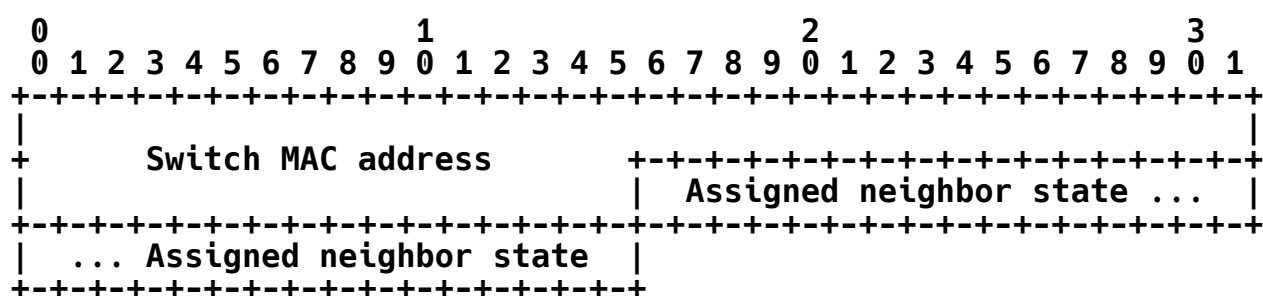 0                   1                   2                   3
 0 1 2 3 4 5 6 7 8 9 0 1 2 3 4 5 6 7 8 9 0 1 2 3 4 5 6 7 8 9 0 1
+-+-+-+-+-+-+-+-+-+-+-+-+-+-+-+-+-+-+-+-+-+-+-+-+-+-+-+-+-+-+-+-+
|                                                               |
+      Switch MAC address       +-+-+-+-+-+-+-+-+-+-+-+-+-+-+-+-+
|                               |  Assigned neighbor state ...  |
+-+-+-+-+-+-+-+-+-+-+-+-+-+-+-+-+-+-+-+-+-+-+-+-+-+-+-+-+-+-+-+-+
|  ... Assigned neighbor state  |
+-+-+-+-+-+-+-+-+-+-+-+-+-+-+-+-+